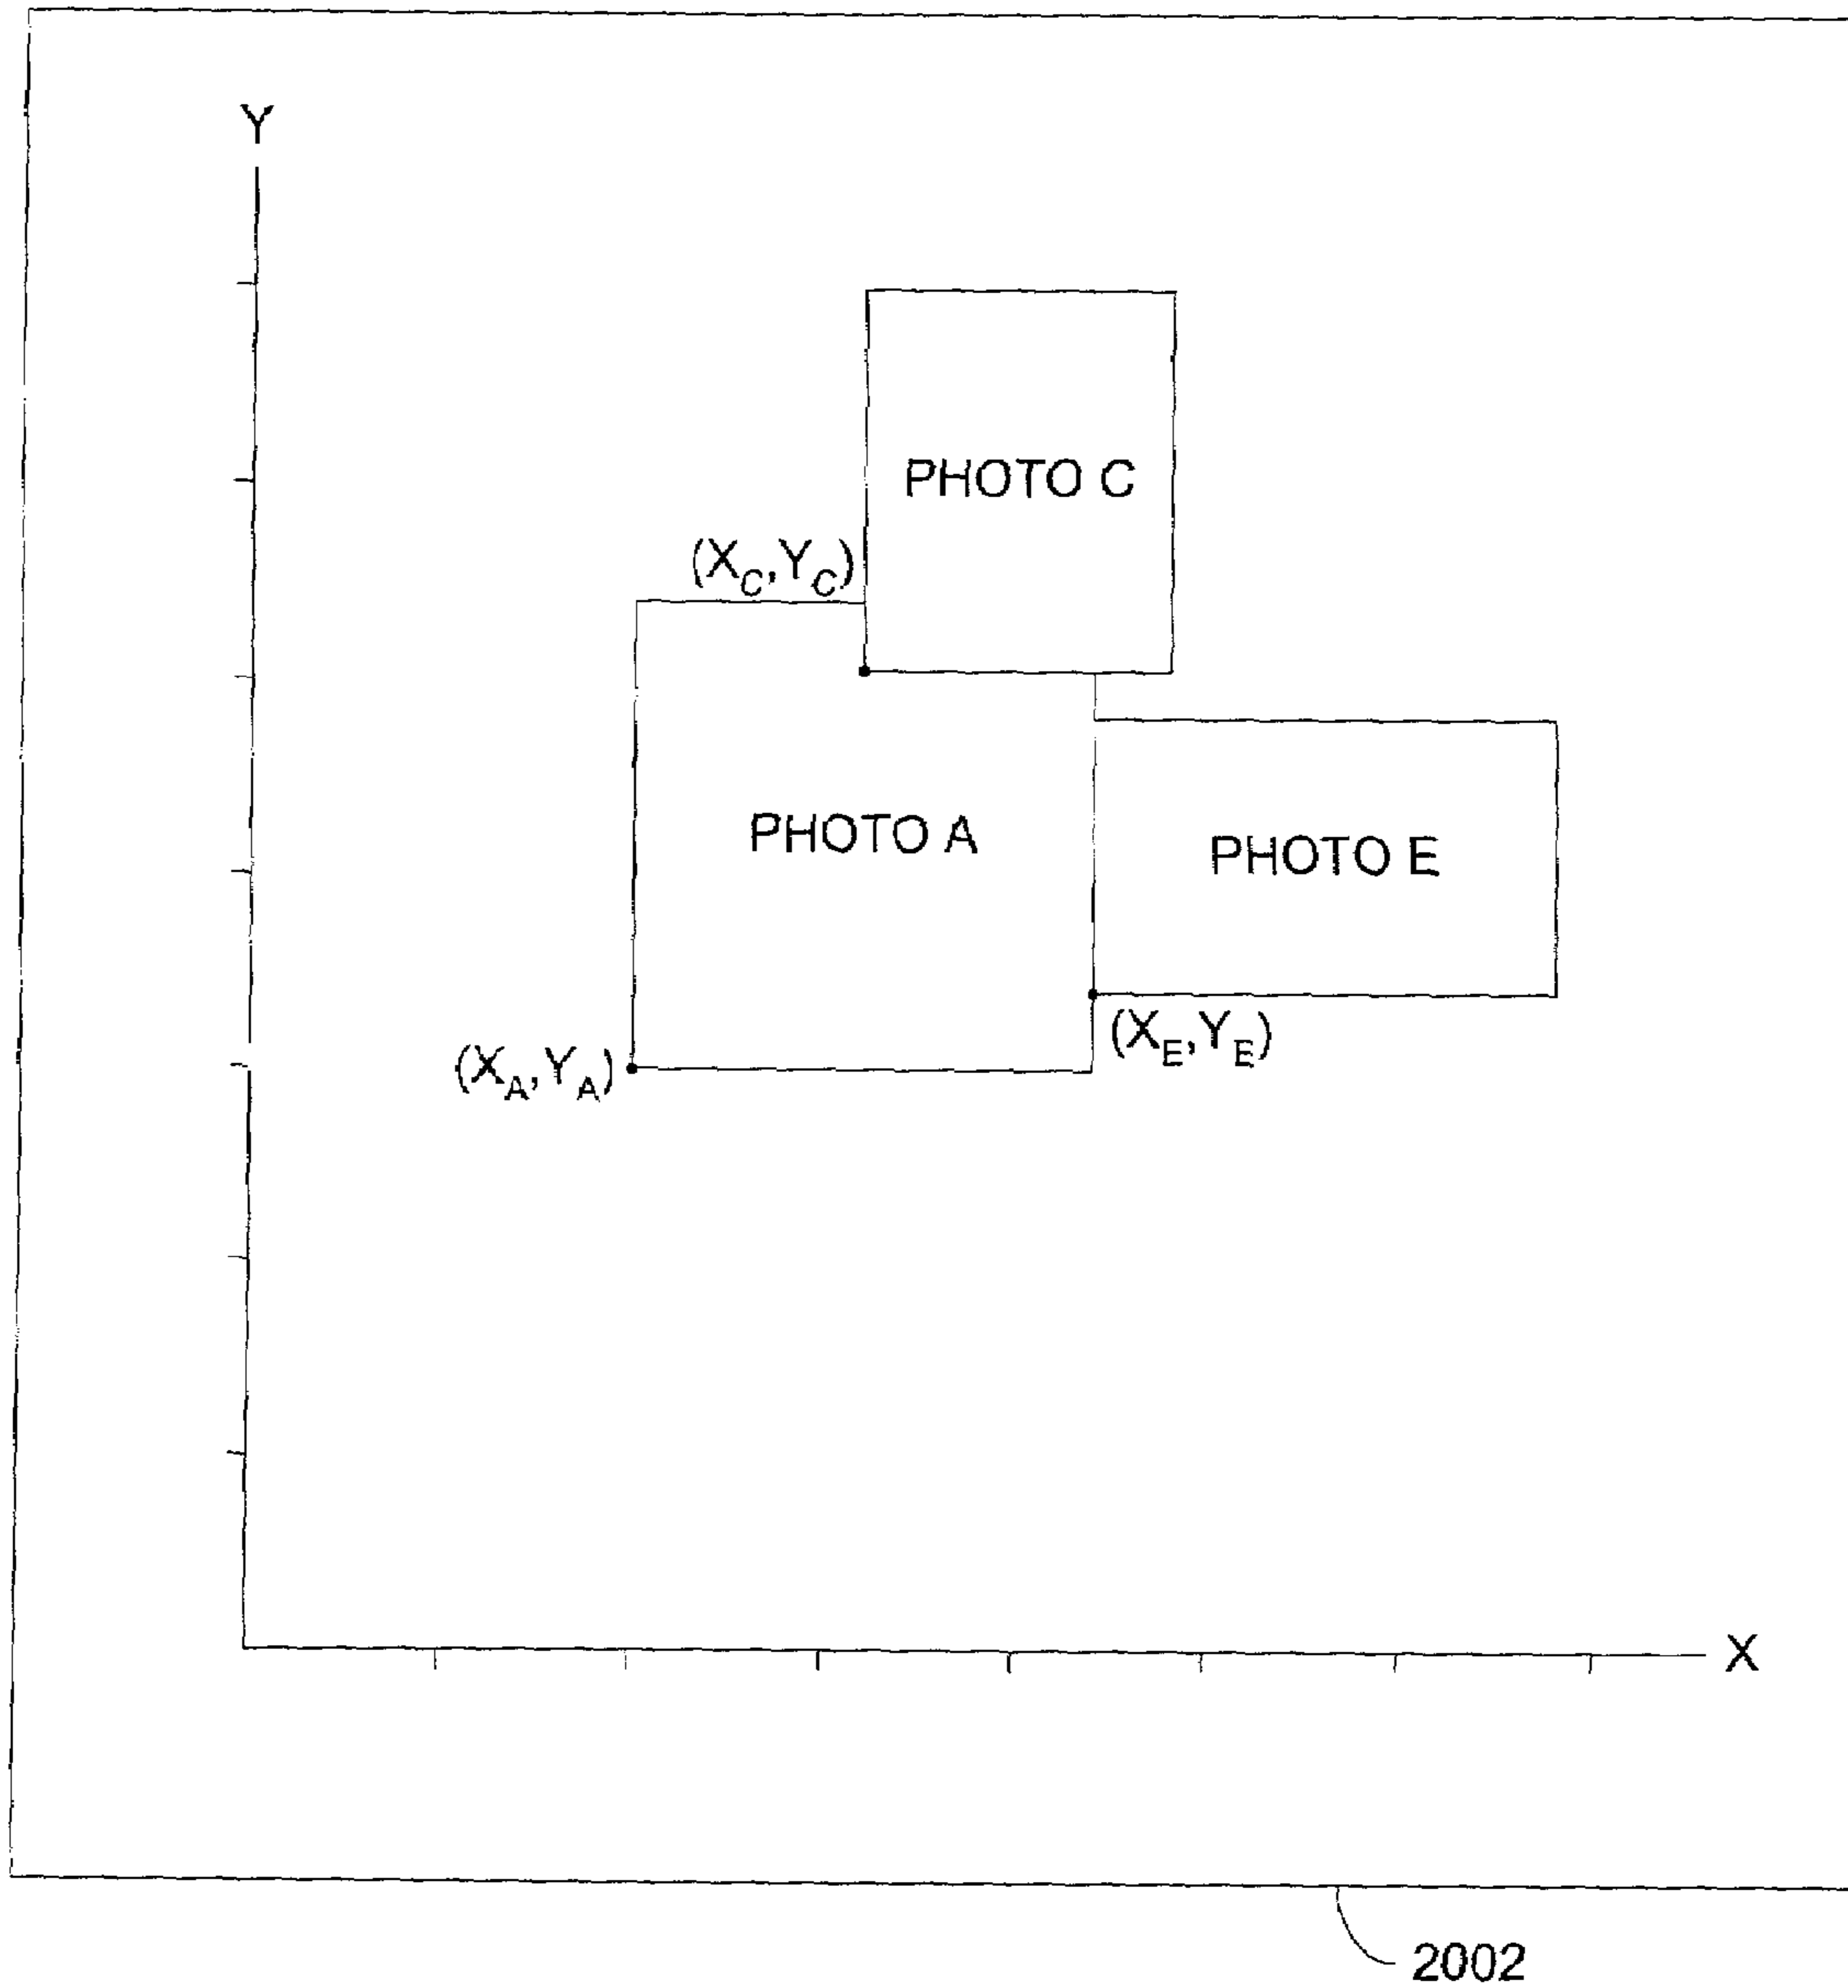 Y
PHOTO C
(X_C,Y_C)
PHOTO A
PHOTO E
(X_E,Y_E)
(X_A,Y_A)
X
2002